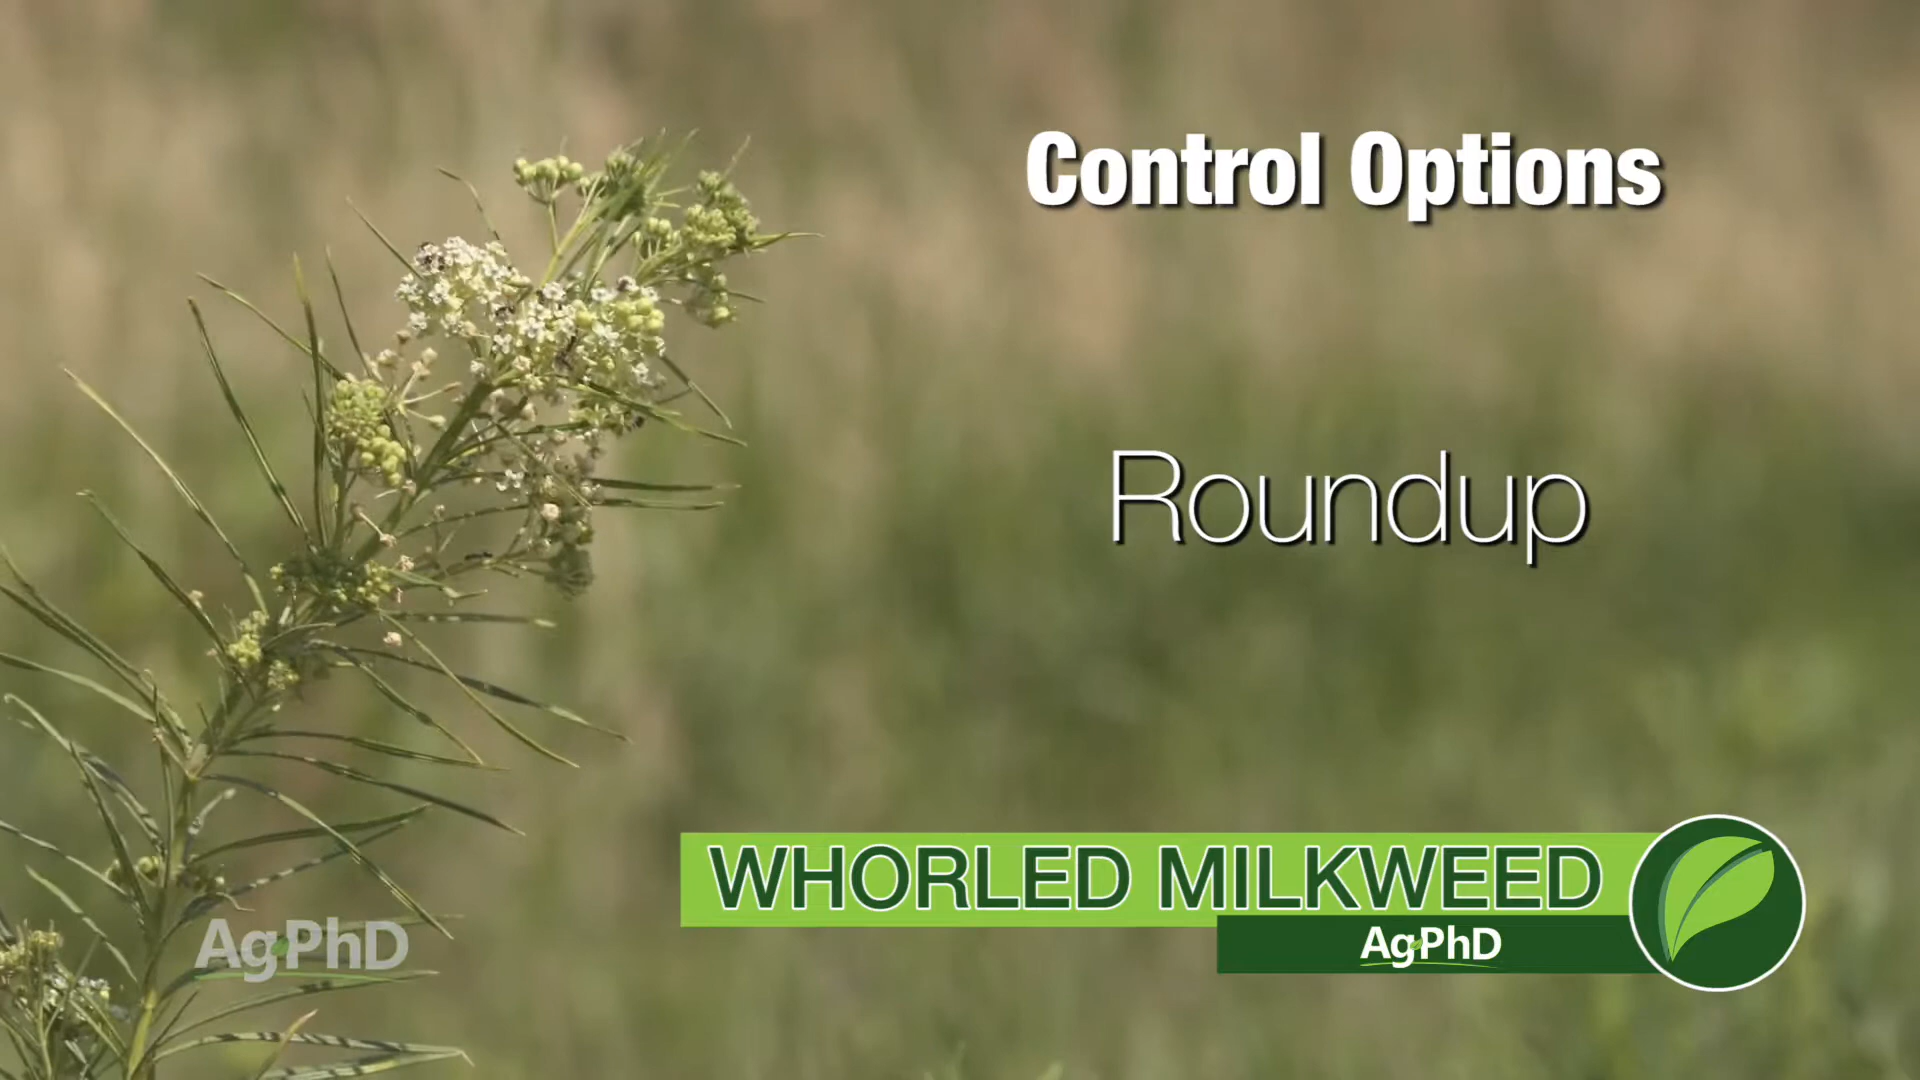 Control Options
Roundup
WHORLED MILKWEED
AgPhD
AgPhD